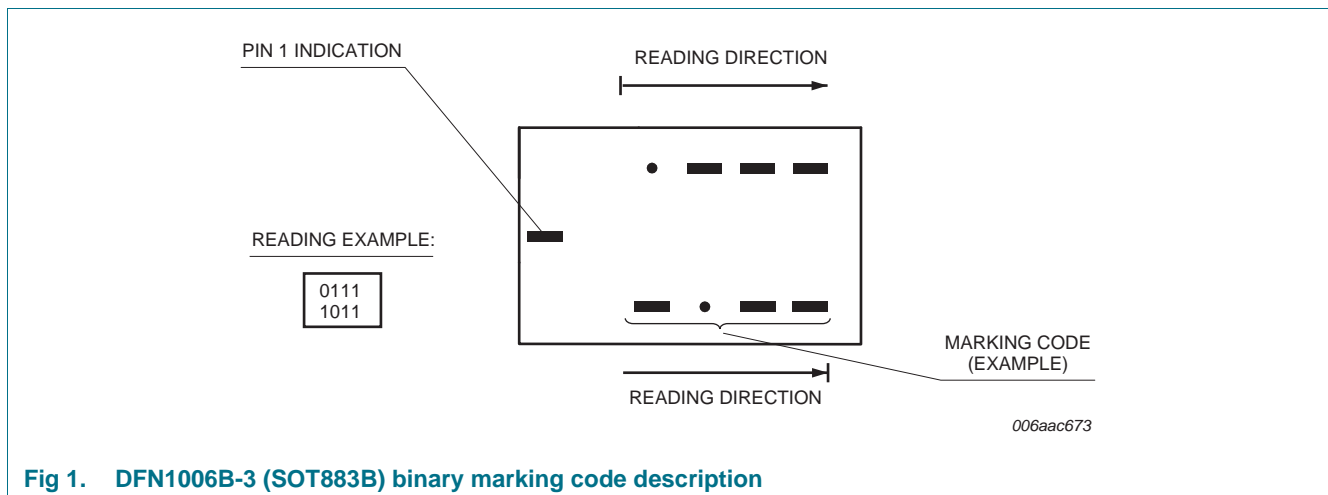 PIN 1 INDICATION
READING DIRECTION
READING EXAMPLE:
0111
1011
MARKING CODE
(EXAMPLE)
READING DIRECTION
006aac673
Fig 1. DFN1006B-3 (SOT883B) binary marking code description